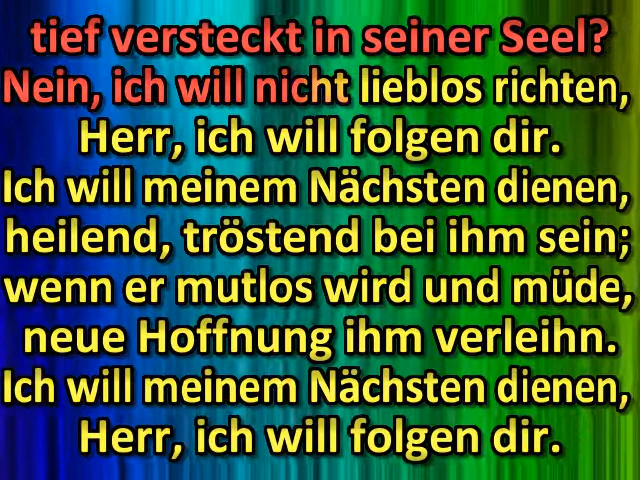 tief versteckt in seiner Seel?
Nein, ich will nicht lieblos richten,
Herr, ich will folgen dir.
Ich will meinem Nächsten dienen,
heilend, tröstend bei ihm sein;
wenn er mutlos wird und müde,
neue Hoffnung ihm verleihn.
Ich will meinem Nächsten dienen,
Herr, ich will folgen dir.